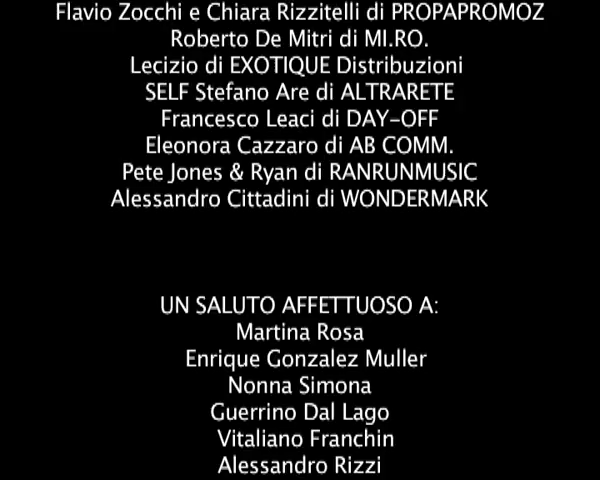 Flavio Zocchi e Chiara Rizzitelli di PROPAPROMOZ
Roberto De Mitri di MI.RO.
Lecizio di EXOTIQUE Distribuzioni
SELF Stefano Are di ALTRARETE
Francesco Leaci di DAY-OFF
Eleonora Cazzaro di AB COMM.
Pete Jones & Ryan di RANRUNMUSIC
Alessandro Cittadini di WONDERMARK
UN SALUTO AFFETTUOSO A:
Martina Rosa
Enrique Gonzalez Muller
Nonna Simona
Guerrino Dal Lago
Vitaliano Franchin
Alessandro Rizzi